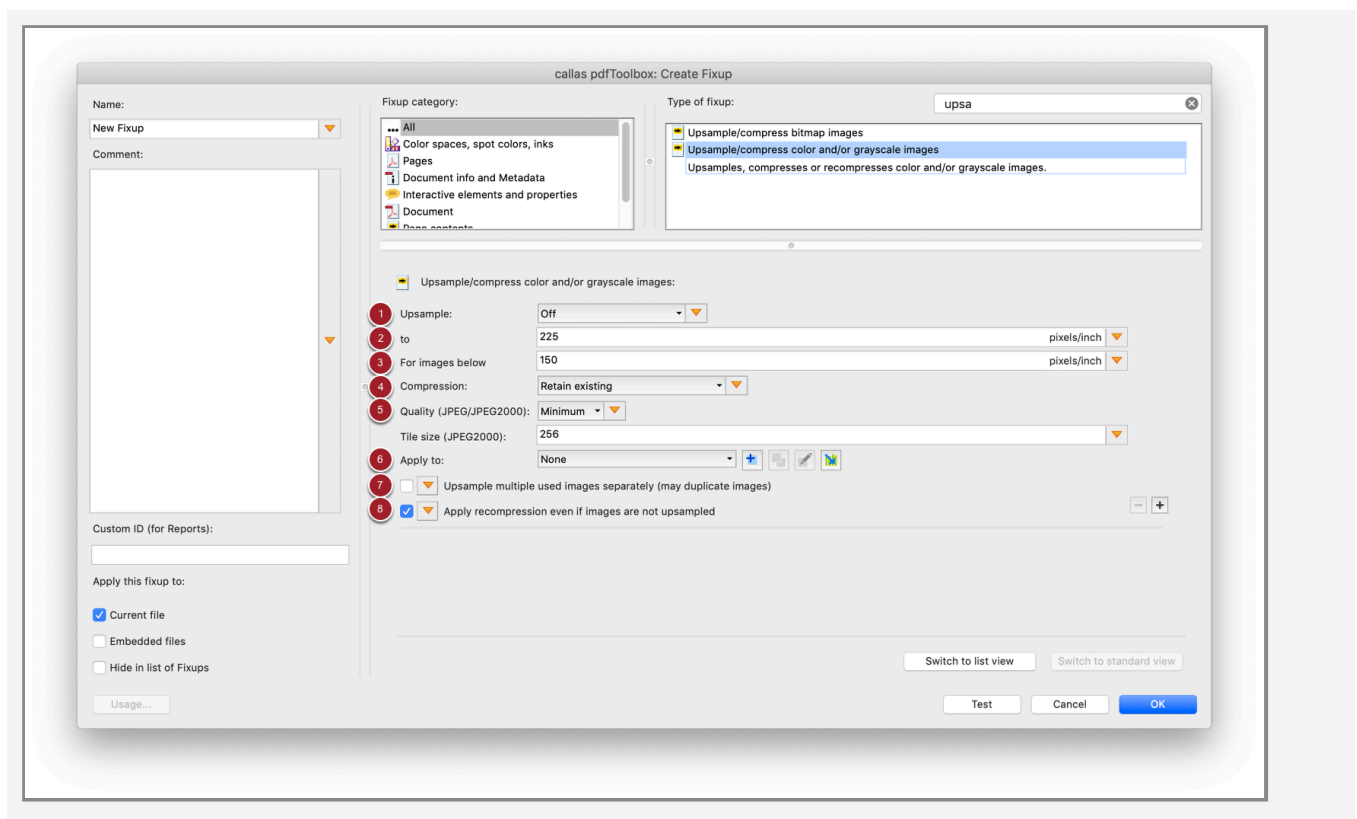 callas pdfToolbox: Create Fixup
Name:
New Fixup
Comment:
Custom ID (for Reports):
Apply this fixup to:
Current file
Embedded files
Hide in list of Fixups
Usage...
Fixup category:
All
Color spaces, spot colors, inks
Pages
Document info and Metadata
Interactive elements and properties
Document
Page contents
Type of fixup:
upsa
Upsample/compress bitmap images
Upsample/compress color and/or grayscale images
Upsamples, compresses or recompresses color and/or grayscale images.
Upsample/compress color and/or grayscale images:
1 Upsample: Off
2 to 225 pixels/inch
3 For images below 150 pixels/inch
4 Compression: Retain existing
5 Quality (JPEG/JPEG2000): Minimum
Tile size (JPEG2000): 256
6 Apply to: None
7 Upsample multiple used images separately (may duplicate images)
8 Apply recompression even if images are not upsampled
Switch to list view Switch to standard view
Test Cancel OK